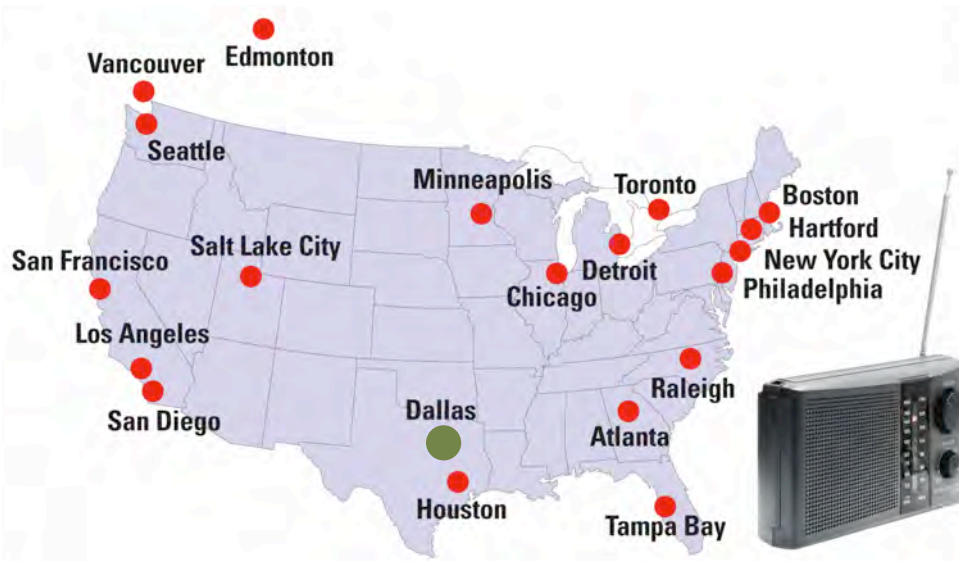 Edmonton
Vancouver
Seattle
Minneapolis
Toronto
Boston
Hartford
Salt Lake City
New York City
San Francisco
Detroit
Philadelphia
Chicago
Los Angeles
Raleigh
San Diego
Dallas
Atlanta
Houston
Tampa Bay